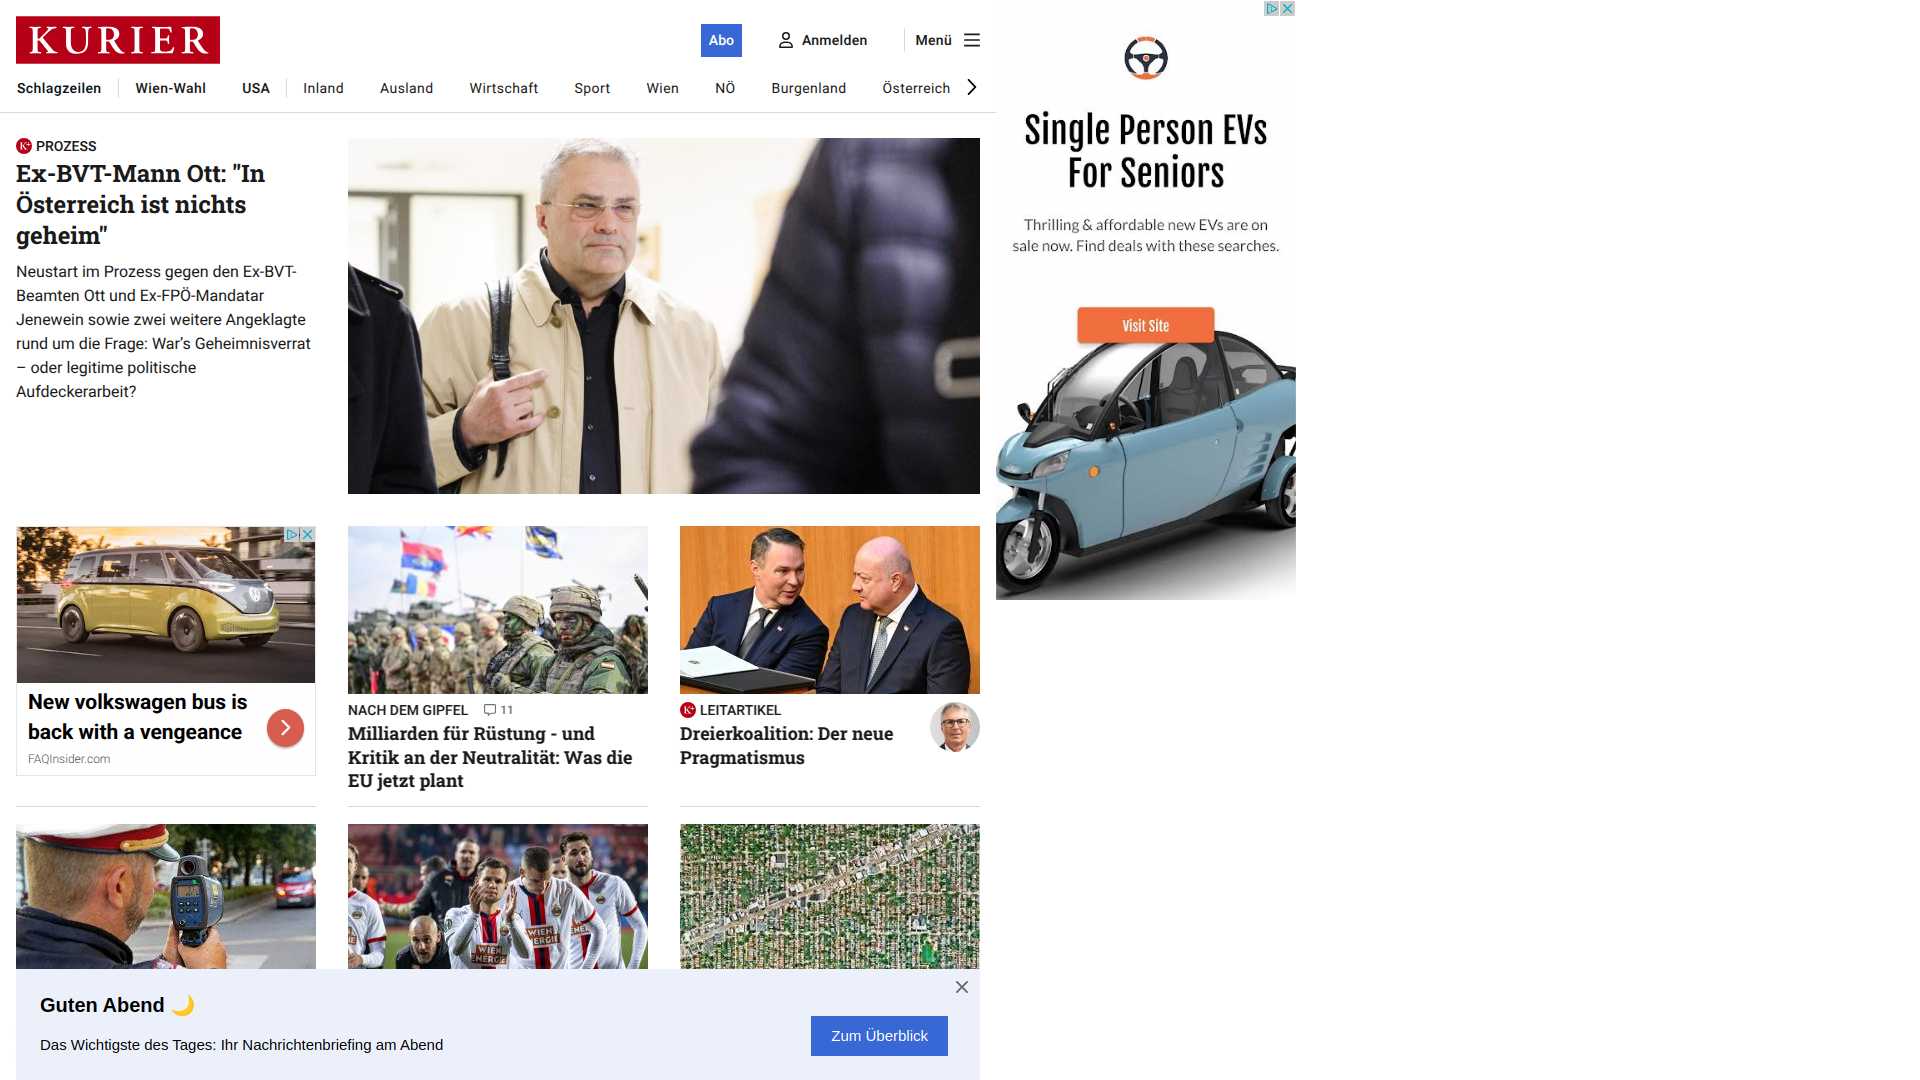 KURIER
Abo
Anmelden
Menü
Schlagzeilen
Wien-Wahl
USA
Inland
Ausland
Wirtschaft
Sport
Wien
NÖ
Burgenland
Österreich
PROZESS
Ex-BVT-Mann Ott: "In
Österreich ist nichts
geheim"
Neustart im Prozess gegen den Ex-BVT-
Beamten Ott und Ex-FPÖ-Mandatar
Jenewein sowie zwei weitere Angeklagte
rund um die Frage: War's Geheimnisverrat
– oder legitime politische
Aufdeckerarbeit?
Single Person EVs
For Seniors
Thrilling & affordable new EVs are on
sale now. Find deals with these searches.
Visit Site
New volkswagen bus is
back with a vengeance
FAQInsider.com
NACH DEM GIPFEL 11
Milliarden für Rüstung - und
Kritik an der Neutralität: Was die
EU jetzt plant
LEITARTIKEL
Dreierkoalition: Der neue
Pragmatismus
WIEN
ENERGIE
WIEN
ENERGIE
Guten Abend
Das Wichtigste des Tages: Ihr Nachrichtenbriefing am Abend
Zum Überblick